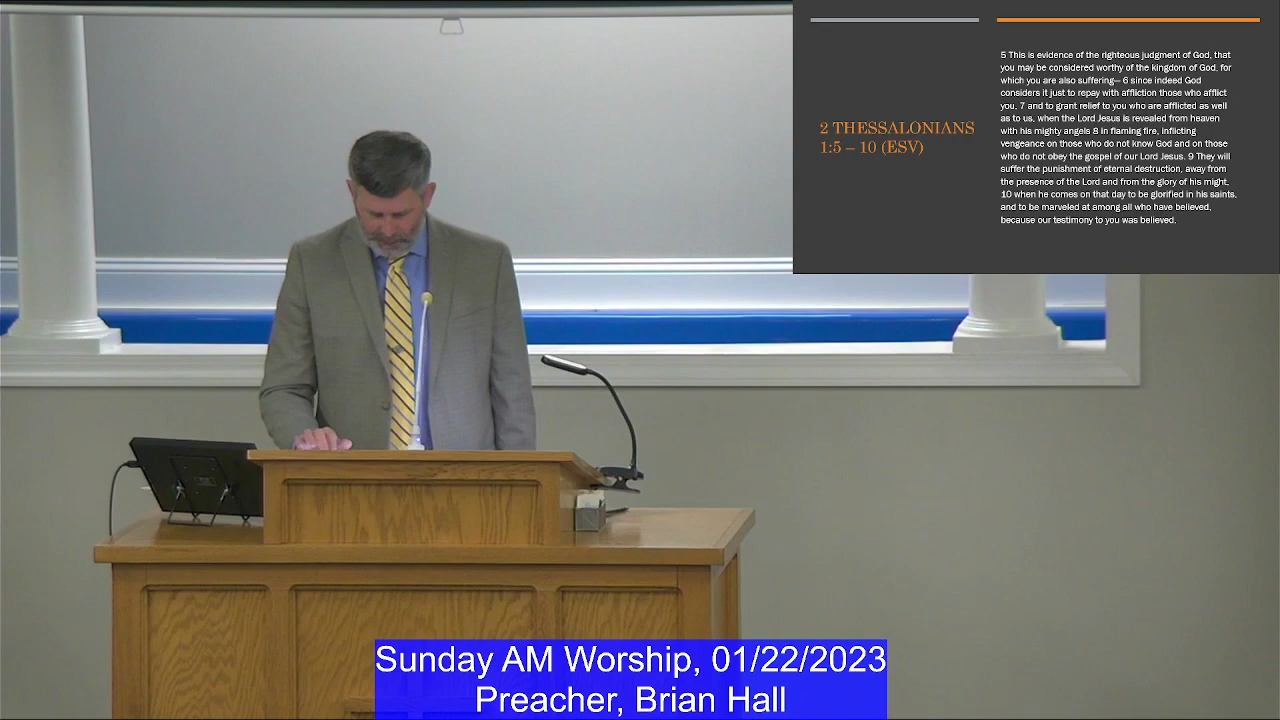 2 THESSALONIANS
1:5 – 10 (ESV)
5 This is evidence of the righteous judgment of God, that
you may be considered worthy of the kingdom of God, for
which you are also suffering— 6 since indeed God
considers it just to repay with affliction those who afflict
you, 7 and to grant relief to you who are afflicted as well
as to us, when the Lord Jesus is revealed from heaven
with his mighty angels 8 in flaming fire, inflicting
vengeance on those who do not know God and on those
who do not obey the gospel of our Lord Jesus. 9 They will
suffer the punishment of eternal destruction, away from
the presence of the Lord and from the glory of his might,
10 when he comes on that day to be glorified in his saints,
and to be marveled at among all who have believed,
because our testimony to you was believed.
Sunday AM Worship, 01/22/2023
Preacher, Brian Hall